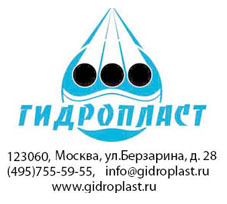 ГИДРОПЛАСТ
123060, Москва, ул.Берзарина, д. 28
(495)755-59-55, info@gidroplast.ru
www.gidroplast.ru